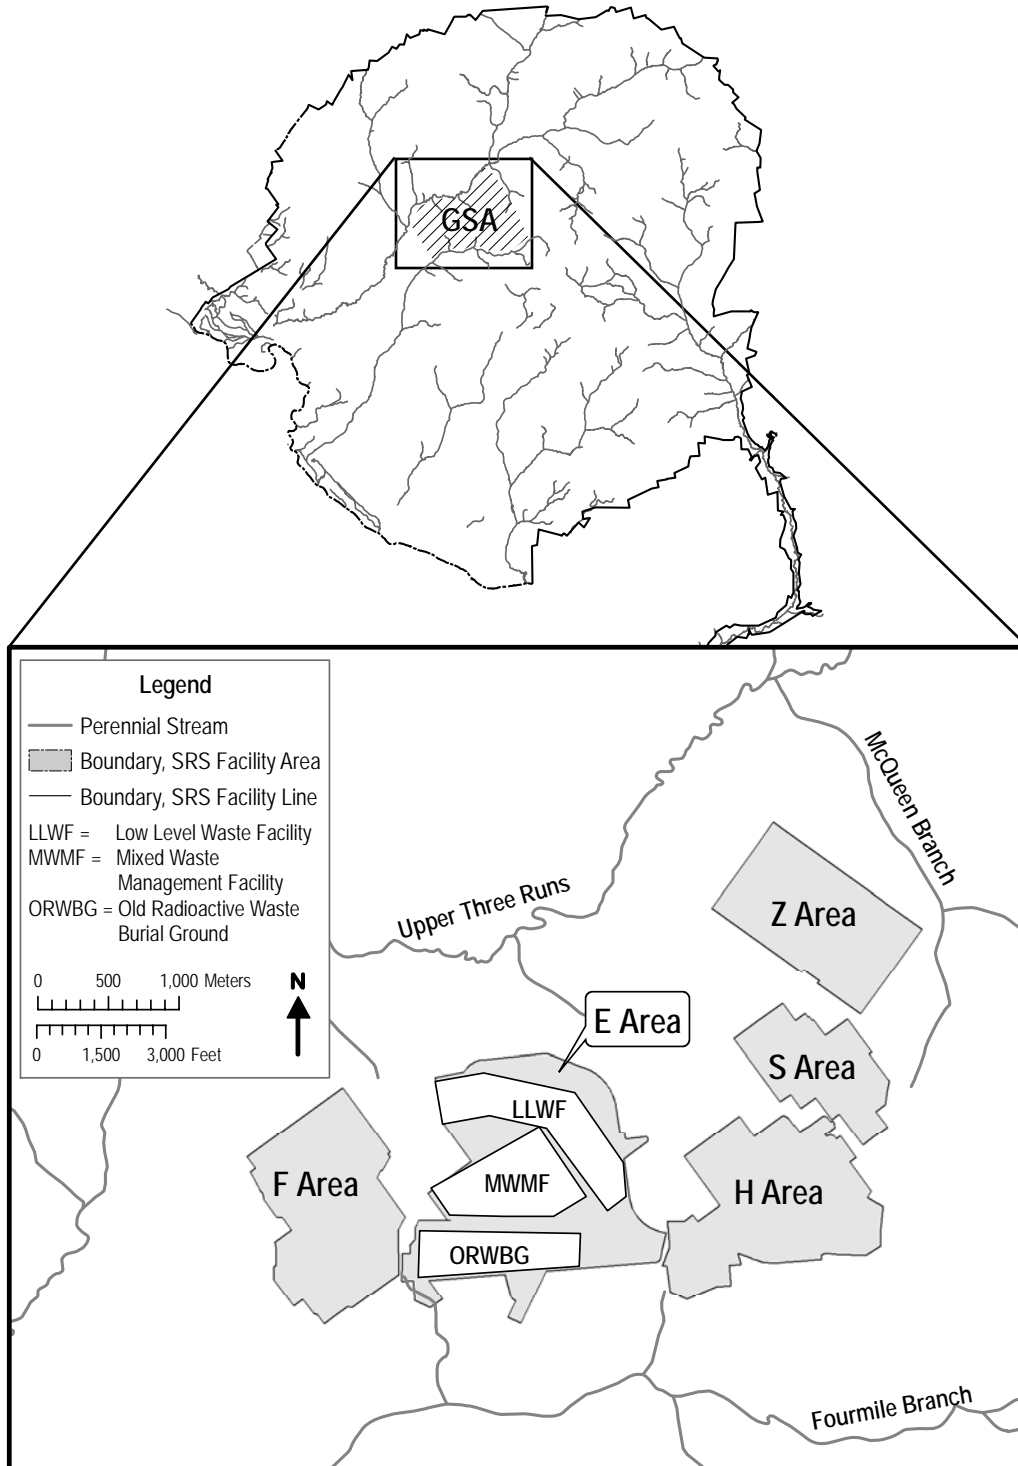 GSA
Legend
Perennial Stream
Boundary, SRS Facility Area
Boundary, SRS Facility Line
LLWF = Low Level Waste Facility
MWMF = Mixed Waste
Management Facility
ORWBG = Old Radioactive Waste
Burial Ground
0 500 1,000 Meters
0 1,500 3,000 Feet
N
McQueen Branch
Upper Three Runs
Z Area
E Area
S Area
LLWF
F Area
MWMF
H Area
ORWBG
Fourmile Branch